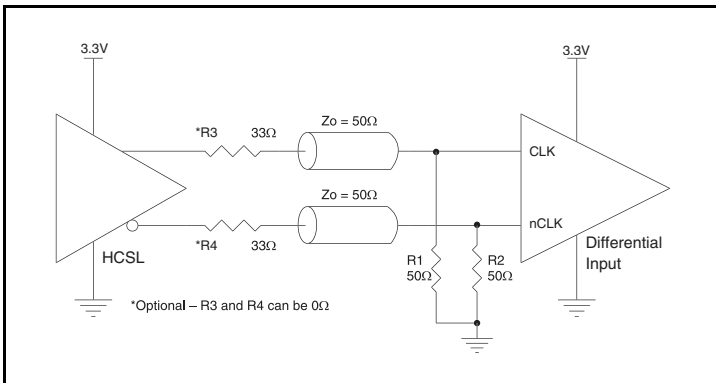 3.3V
3.3V
Zo = 50Ω
*R3
33Ω
CLK
Zo = 50Ω
nCLK
*R4
33Ω
HCSL
R1
50Ω
R2
50Ω
Differential
Input
*Optional – R3 and R4 can be 0Ω